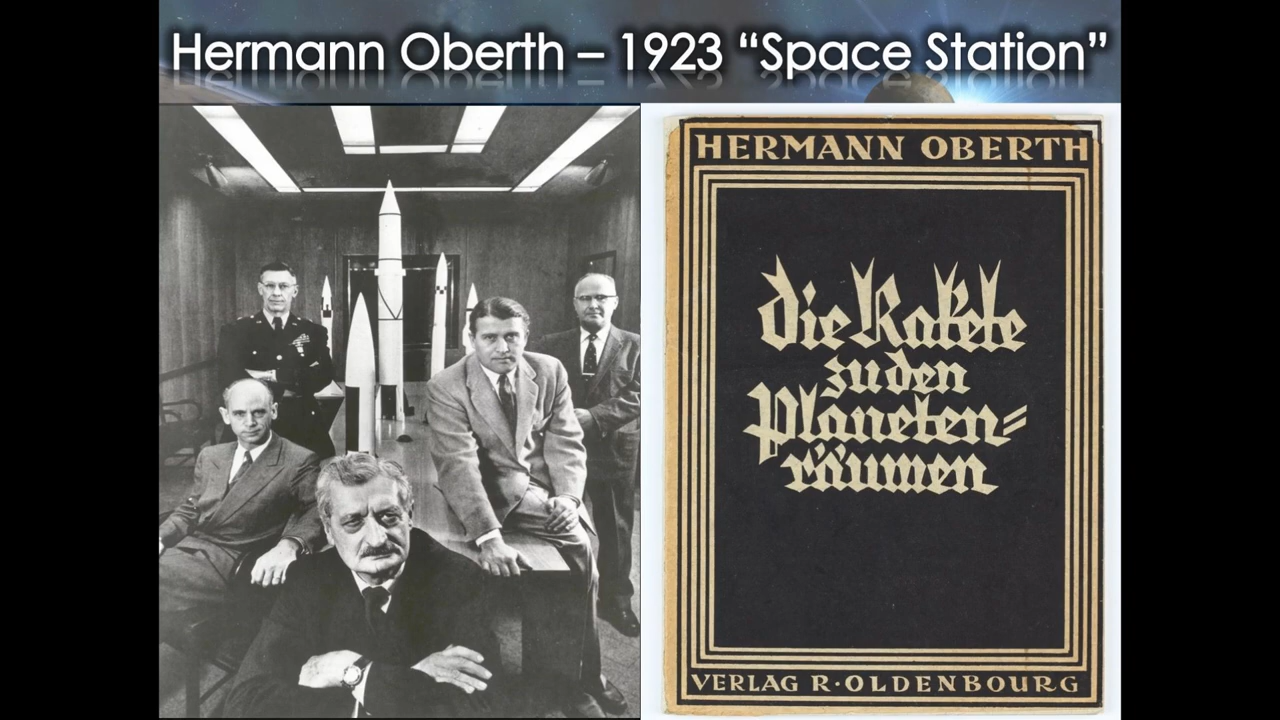 Hermann Oberth – 1923 “Space Station”
HERMANN OBERTH
Die Rakete
zu den
Planeten=
räumen
VERLAG R·OLDENBOURG